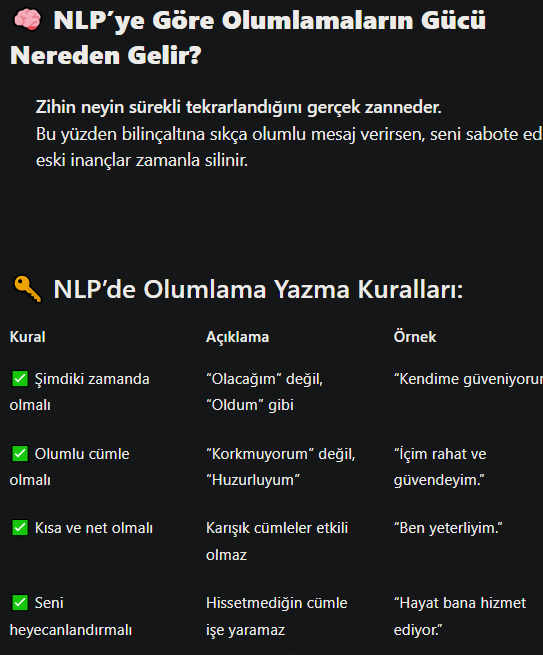 🧠 NLP’ye Göre Olumlamaların Gücü
Nereden Gelir?
Zihin neyin sürekli tekrarlandığını gerçek zanneder.
Bu yüzden bilinçaltına sıkça olumlu mesaj verirsen, seni sabote ed
eski inançlar zamanla silinir.
🔑 NLP’de Olumlama Yazma Kuralları:
Kural Açıklama Örnek
✅ Şimdiki zamanda olmalı “Olacağım” değil, “Oldum” gibi “Kendime güveniyorum
✅ Olumlu cümle olmalı “Korkmuyorum” değil, “Huzurluyum” “İçim rahat ve güvendeyim.”
✅ Kısa ve net olmalı Karışık cümleler etkili olmaz “Ben yeterliyim.”
✅ Seni heyecanlandırmalı Hissetmediğin cümle işe yaramaz “Hayat bana hizmet ediyor.”